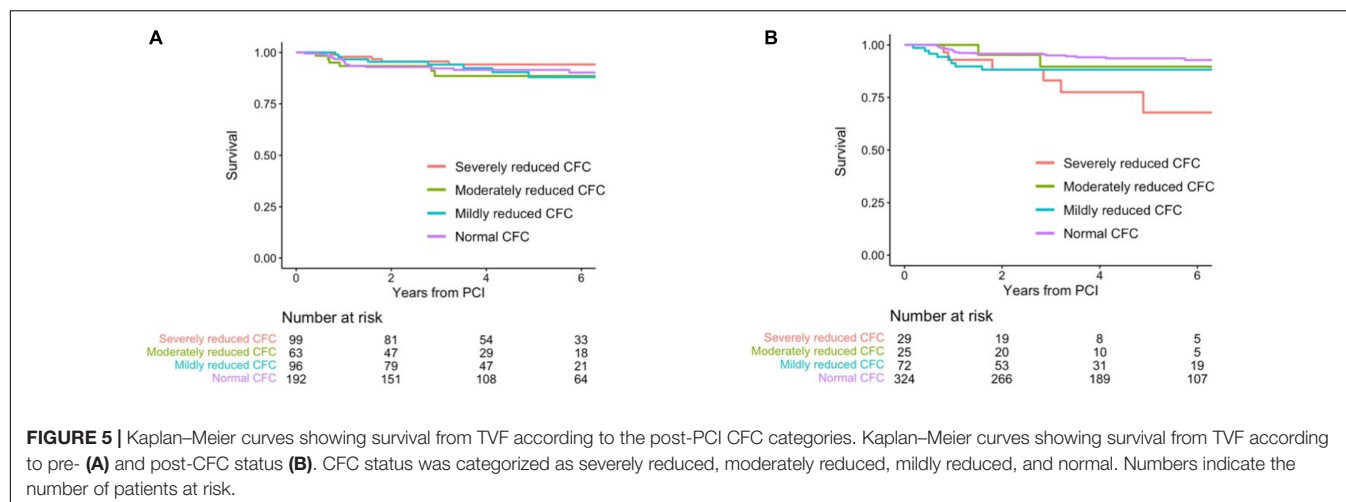 A
1.00
0.75
0.50
0.25
0.00
Survival
Severely reduced CFC
Moderately reduced CFC
Mildly reduced CFC
Normal CFC
0 2 4 6
Years from PCI
Number at risk
Severely reduced CFC 99 81 54 33
Moderately reduced CFC 63 47 29 18
Mildly reduced CFC 96 79 47 21
Normal CFC 192 151 108 64
B
1.00
0.75
0.50
0.25
0.00
Survival
Severely reduced CFC
Moderately reduced CFC
Mildly reduced CFC
Normal CFC
0 2 4 6
Years from PCI
Number at risk
Severely reduced CFC 29 19 8 5
Moderately reduced CFC 25 20 10 5
Mildly reduced CFC 72 53 31 19
Normal CFC 324 266 189 107
FIGURE 5 | Kaplan–Meier curves showing survival from TVF according to the post-PCI CFC categories. Kaplan–Meier curves showing survival from TVF according
to pre- (A) and post-CFC status (B). CFC status was categorized as severely reduced, moderately reduced, mildly reduced, and normal. Numbers indicate the
number of patients at risk.